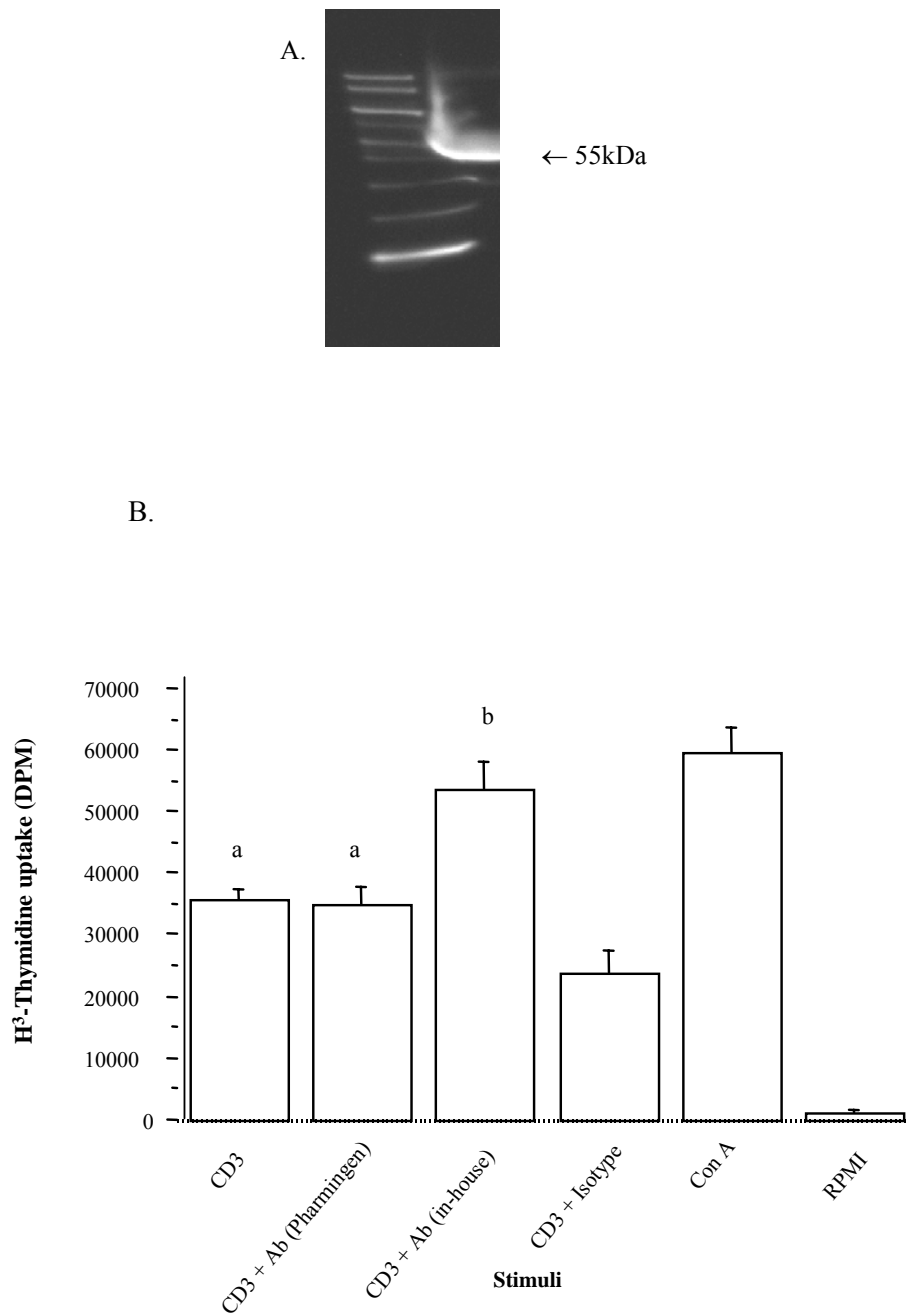 A.
← 55kDa
B.
H³-Thymidine uptake (DPM)
70000
60000
50000
40000
30000
20000
10000
0
a
a
b
CD3
CD3 + Ab (Pharmingen)
CD3 + Ab (in-house)
CD3 + Isotype
Con A
RPMI
Stimuli